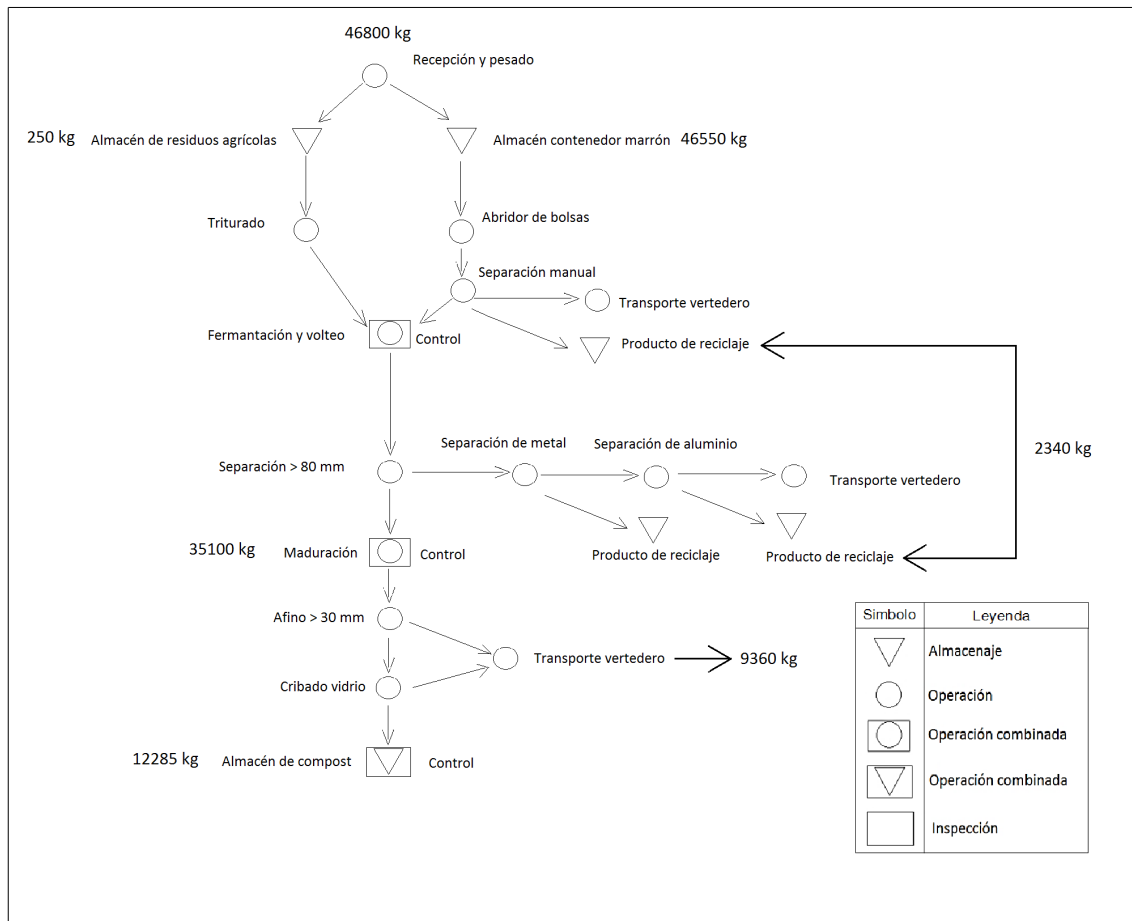 46800 kg
Recepción y pesado
250 kg
Almacén de residuos agrícolas
Almacén contenedor marrón
46550 kg
Triturado
Abridor de bolsas
Separación manual
Transporte vertedero
Fermantación y volteo
Control
Producto de reciclaje
Separación de metal
Separación de aluminio
2340 kg
Separación > 80 mm
Transporte vertedero
35100 kg
Maduración
Control
Producto de reciclaje
Producto de reciclaje
Afino > 30 mm
Transporte vertedero
9360 kg
Cribado vidrio
12285 kg
Almacén de compost
Control
Simbolo
Leyenda
Almacenaje
Operación
Operación combinada
Operación combinada
Inspección